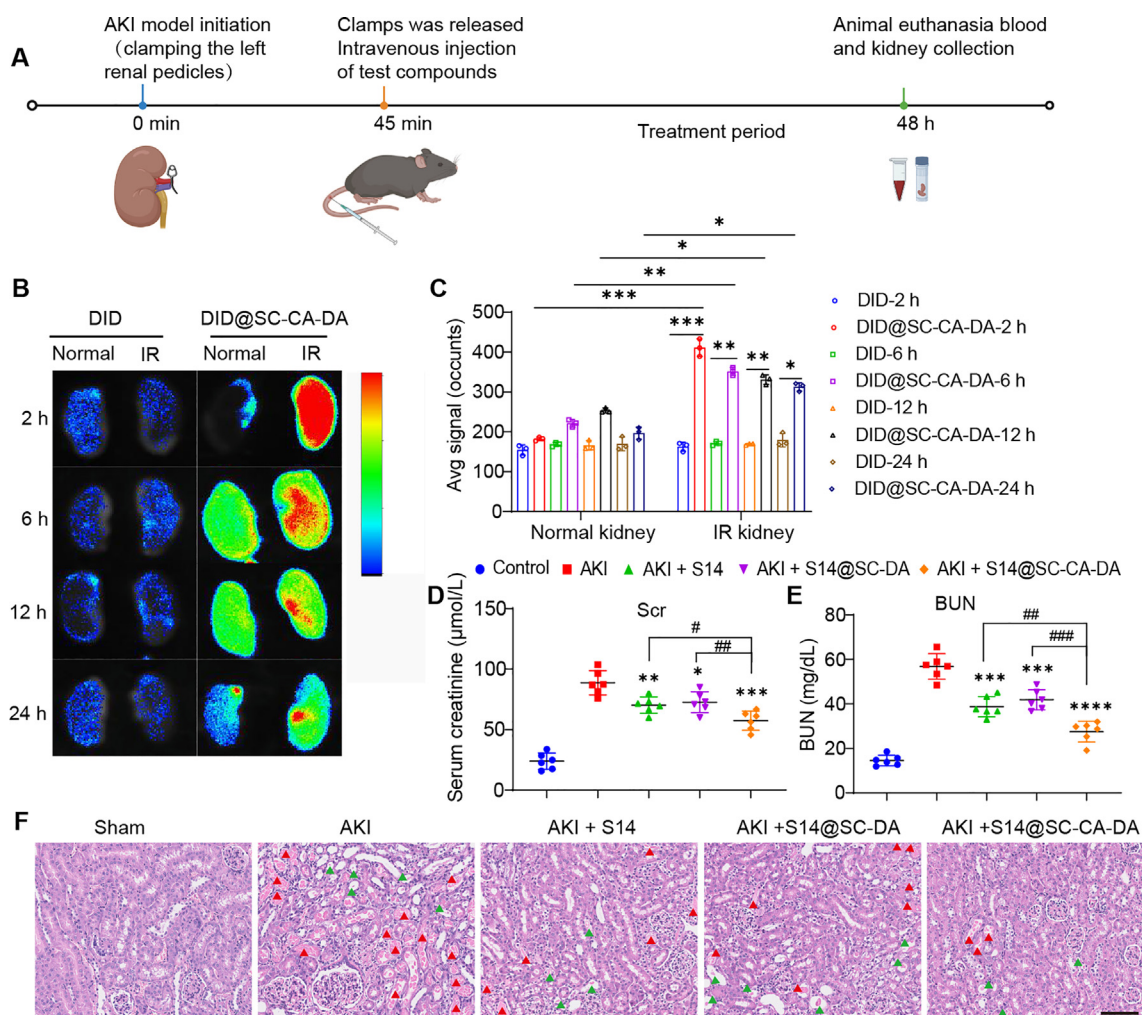 AKI model initiation
(clamping the left
renal pedicles)
Clamps was released
Intravenous injection
of test compounds
Animal euthanasia blood
and kidney collection
A
0 min
45 min
Treatment period
48 h
B
DID
DID@SC-CA-DA
Normal
IR
Normal
IR
2 h
6 h
12 h
24 h
C
Avg signal (occunts)
500
400
300
200
100
0
*
*
**
***
***
**
**
*
Normal kidney
IR kidney
DID-2 h
DID@SC-CA-DA-2 h
DID-6 h
DID@SC-CA-DA-6 h
DID-12 h
DID@SC-CA-DA-12 h
DID-24 h
DID@SC-CA-DA-24 h
Control
AKI
AKI + S14
AKI + S14@SC-DA
AKI + S14@SC-CA-DA
D
Scr
Serum creatinine (μmol/L)
150
100
50
0
#
##
**
*
***
E
BUN
BUN (mg/dL)
80
60
40
20
0
##
###
***
***
****
F
Sham
AKI
AKI + S14
AKI +S14@SC-DA
AKI +S14@SC-CA-DA